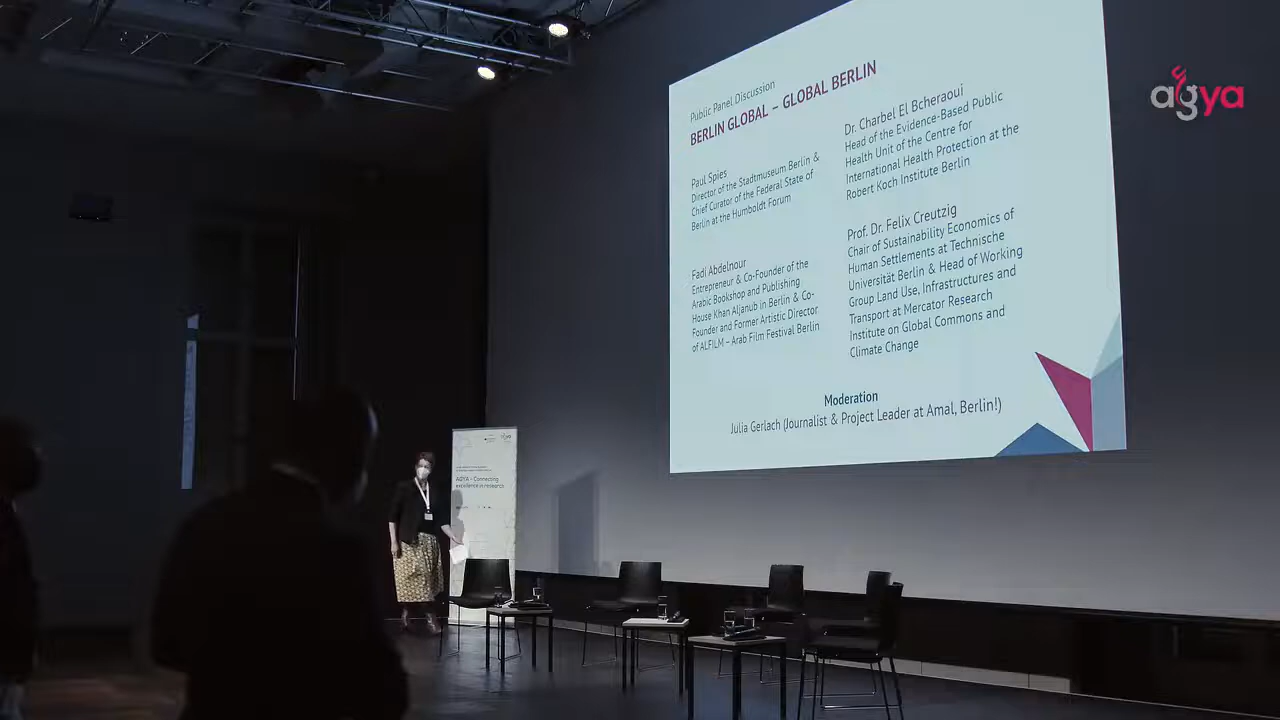 Public Panel Discussion
BERLIN GLOBAL – GLOBAL BERLIN
Paul Spies
Director of the Stadtmuseum Berlin &
Chief Curator of the Federal State of
Berlin at the Humboldt Forum
Fadi Abdelnour
Entrepreneur & Co-Founder of the
Arabic Bookshop and Publishing
House Khan Aljanub in Berlin & Co-
Founder and Former Artistic Director
of ALFILM – Arab Film Festival Berlin
Dr. Charbel El Bcheraoui
Head of the Evidence-Based Public
Health Unit of the Centre for
International Health Protection at the
Robert Koch Institute Berlin
Prof. Dr. Felix Creutzig
Chair of Sustainability Economics of
Human Settlements at Technische
Universität Berlin & Head of Working
Group Land Use, Infrastructures and
Transport at Mercator Research
Institute on Global Commons and
Climate Change
Moderation
Julia Gerlach (Journalist & Project Leader at Amal, Berlin!)
agya
AGYA – Connecting
excellence in research